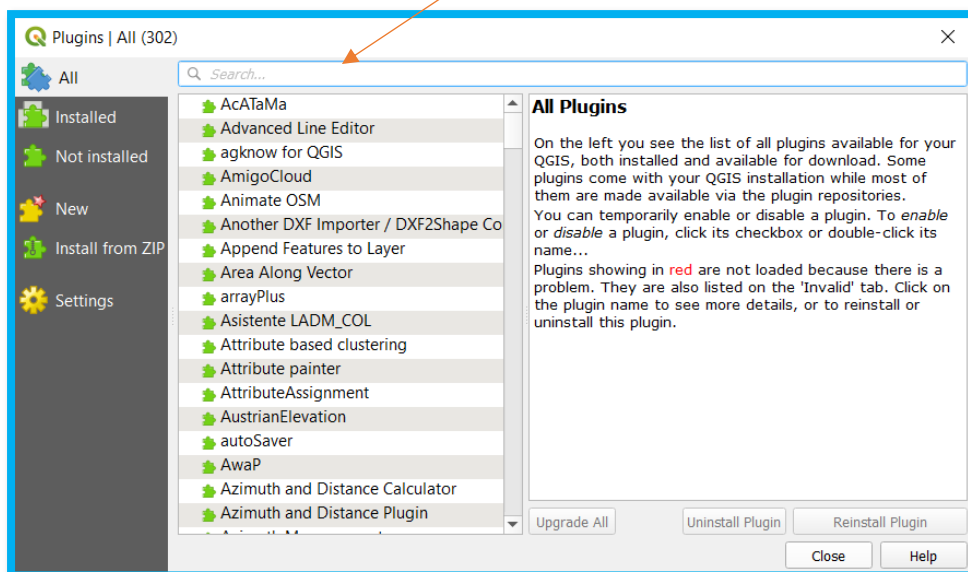 Plugins | All (302)
All
Installed
Not installed
New
Install from ZIP
Settings
Search...
AcATaMa
Advanced Line Editor
agknow for QGIS
AmigoCloud
Animate OSM
Another DXF Importer / DXF2Shape Co
Append Features to Layer
Area Along Vector
arrayPlus
Asistente LADM_COL
Attribute based clustering
Attribute painter
AttributeAssignment
AustrianElevation
autoSaver
AwaP
Azimuth and Distance Calculator
Azimuth and Distance Plugin
All Plugins
On the left you see the list of all plugins available for your
QGIS, both installed and available for download. Some
plugins come with your QGIS installation while most of
them are made available via the plugin repositories.
You can temporarily enable or disable a plugin. To enable
or disable a plugin, click its checkbox or double-click its
name...
Plugins showing in red are not loaded because there is a
problem. They are also listed on the 'Invalid' tab. Click on
the plugin name to see more details, or to reinstall or
uninstall this plugin.
Upgrade All
Uninstall Plugin
Reinstall Plugin
Close
Help